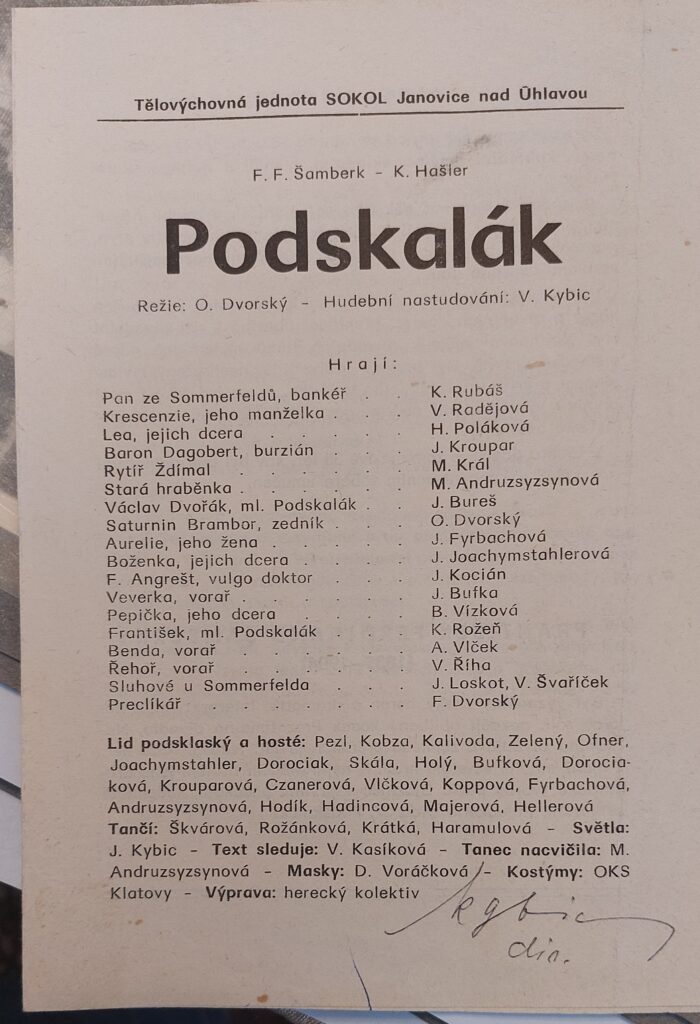 Tělovýchovná jednota SOKOL Janovice nad Úhlavou
F. F. Šamberk – K. Hašler
Podskalák
Režie: O. Dvorský – Hudební nastudování: V. Kybic
Hrají:
Pan ze Sommerfeldů, bankéř . . K. Rubáš
Krescenzie, jeho manželka . . . V. Radějová
Lea, jejich dcera . . . . . H. Poláková
Baron Dagobert, burzián . . . J. Kroupar
Rytíř Ždímal . . . . . . M. Král
Stará hraběnka . . . . . . M. Andruzsyzsynová
Václav Dvořák, ml. Podskalák . . J. Bureš
Saturnin Brambor, zedník . . . O. Dvorský
Aurelie, jeho žena . . . . . J. Fyrbachová
Boženka, jejich dcera . . . . J. Joachymstahlerová
F. Angrešt, vulgo doktor . . . J. Kocián
Veverka, vorař . . . . . . J. Bufka
Pepička, jeho dcera . . . . B. Vízková
František, ml. Podskalák . . . K. Rožeň
Benda, vorař . . . . . . A. Vlček
Řehoř, vorař . . . . . . V. Říha
Sluhové u Sommerfelda . . . J. Loskot, V. Švaříček
Preclíkář . . . . . . . F. Dvorský
Lid podsklaský a hosté: Pezl, Kobza, Kalivoda, Zelený, Ofner,
Joachymstahler, Dorociak, Skála, Holý, Bufková, Dorocia-
ková, Krouparová, Czanerová, Vlčková, Koppová, Fyrbachová,
Andruzsyzsynová, Hodík, Hadincová, Majerová, Hellerová
Tančí: Škvárová, Rožánková, Krátká, Haramulová – Světla:
J. Kybic – Text sleduje: V. Kasíková – Tanec nacvičila: M.
Andruzsyzsynová – Masky: D. Voráčková – Kostýmy: OKS
Klatovy – Výprava: herecký kolektiv
Kybic
dir.